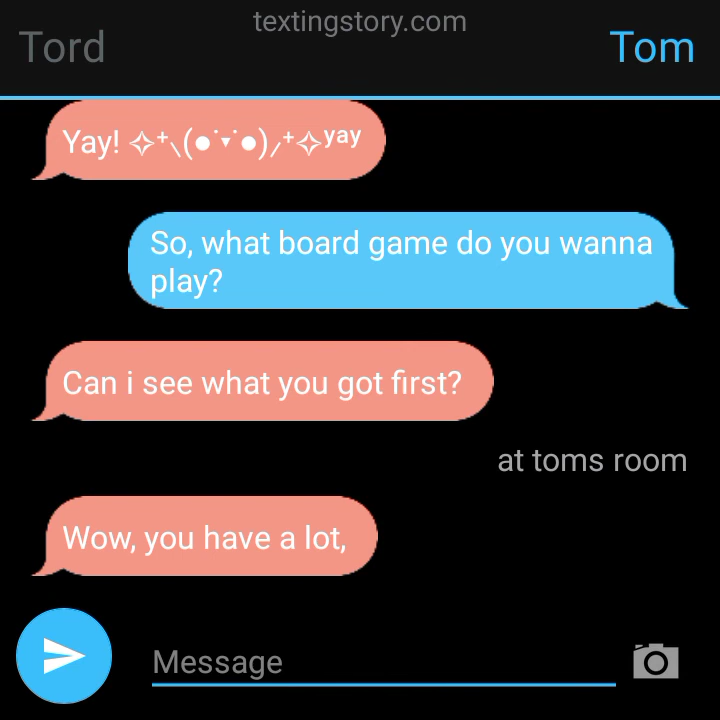 textingstory.com
Tord
Tom
Yay! ✧⁺⸜(●˙▾˙●)⸝⁺✧ʸᵃʸ
So, what board game do you wanna
play?
Can i see what you got first?
at toms room
Wow, you have a lot,
Message